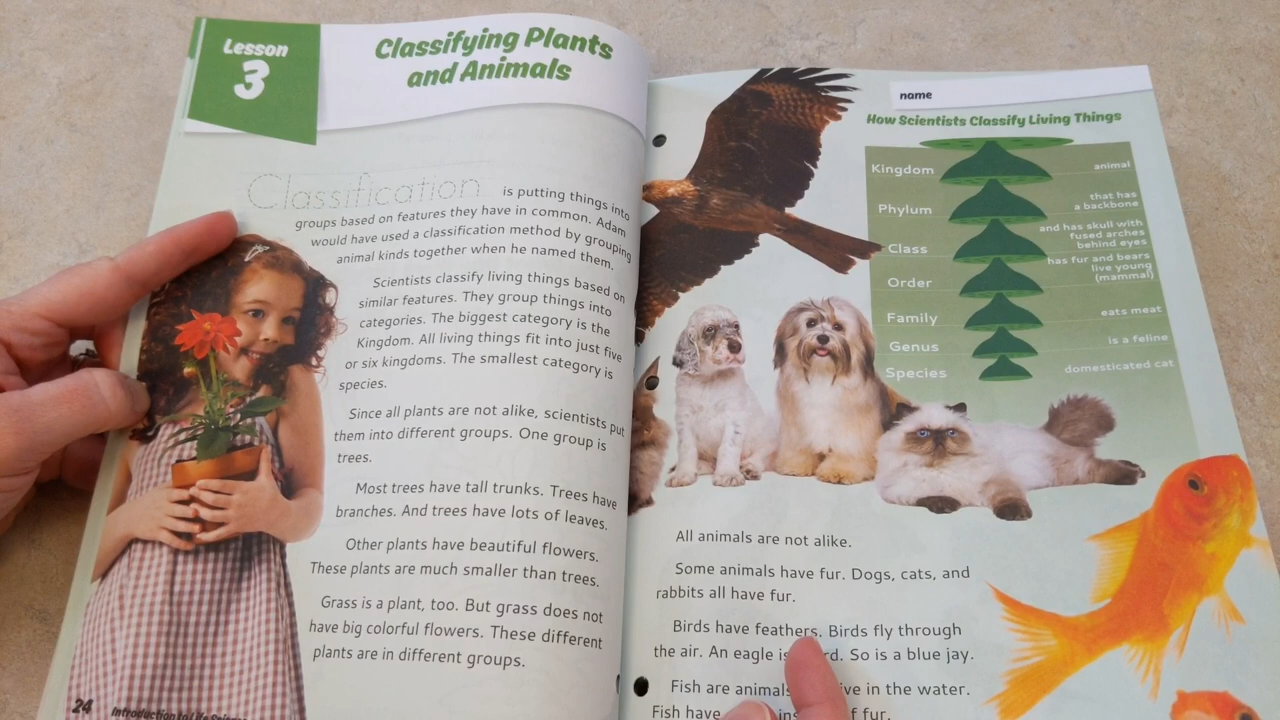 Lesson
3
Classifying Plants
and Animals
Classification is putting things into
groups based on features they have in common. Adam
would have used a classification method by grouping
animal kinds together when he named them.
Scientists classify living things based on
similar features. They group things into
categories. The biggest category is the
Kingdom. All living things fit into just five
or six kingdoms. The smallest category is
species.
Since all plants are not alike, scientists put
them into different groups. One group is
trees.
Most trees have tall trunks. Trees have
branches. And trees have lots of leaves.
Other plants have beautiful flowers.
These plants are much smaller than trees.
Grass is a plant, too. But grass does not
have big colorful flowers. These different
plants are in different groups.
24 Introduction to Life
name
How Scientists Classify Living Things
Kingdom animal
Phylum that has
a backbone
Class and has skull with
fused arches
behind eyes
Order has fur and bears
live young
(mammal)
Family eats meat
Genus is a feline
Species domesticated cat
All animals are not alike.
Some animals have fur. Dogs, cats, and
rabbits all have fur.
Birds have feathers. Birds fly through
the air. An eagle is. So is a blue jay.
Fish are animals in the water.
Fish have of fur.